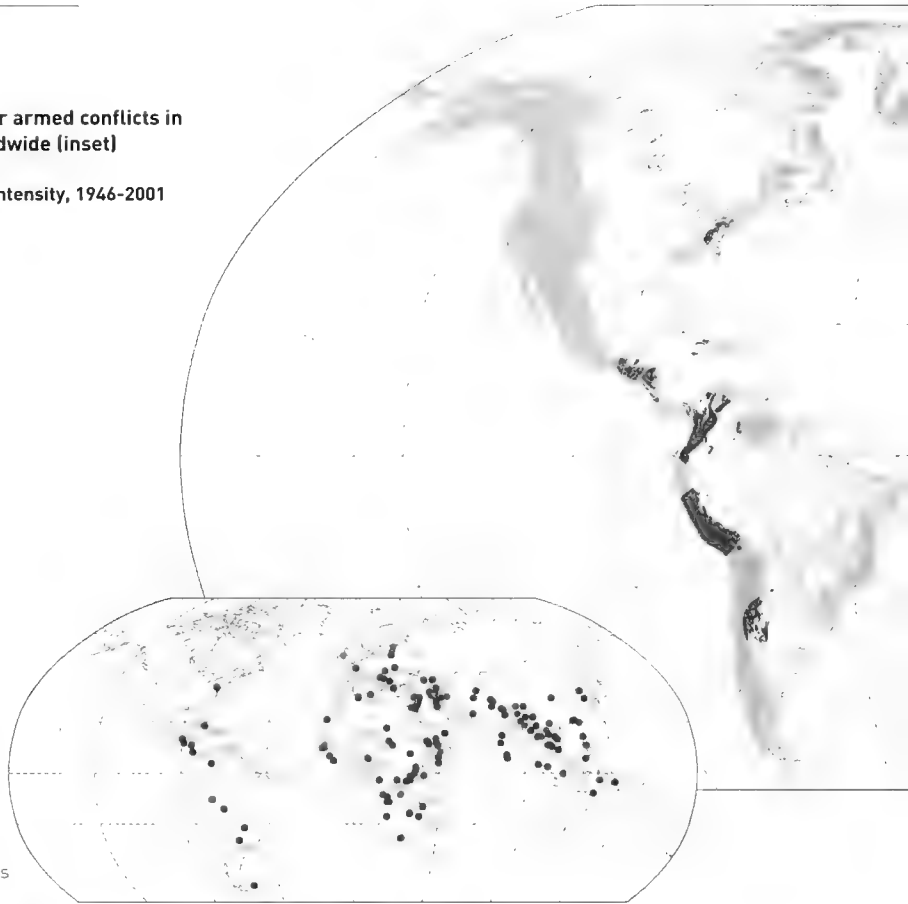 r armed conflicts in
dwide (inset)
ntensity, 1946-2001
s